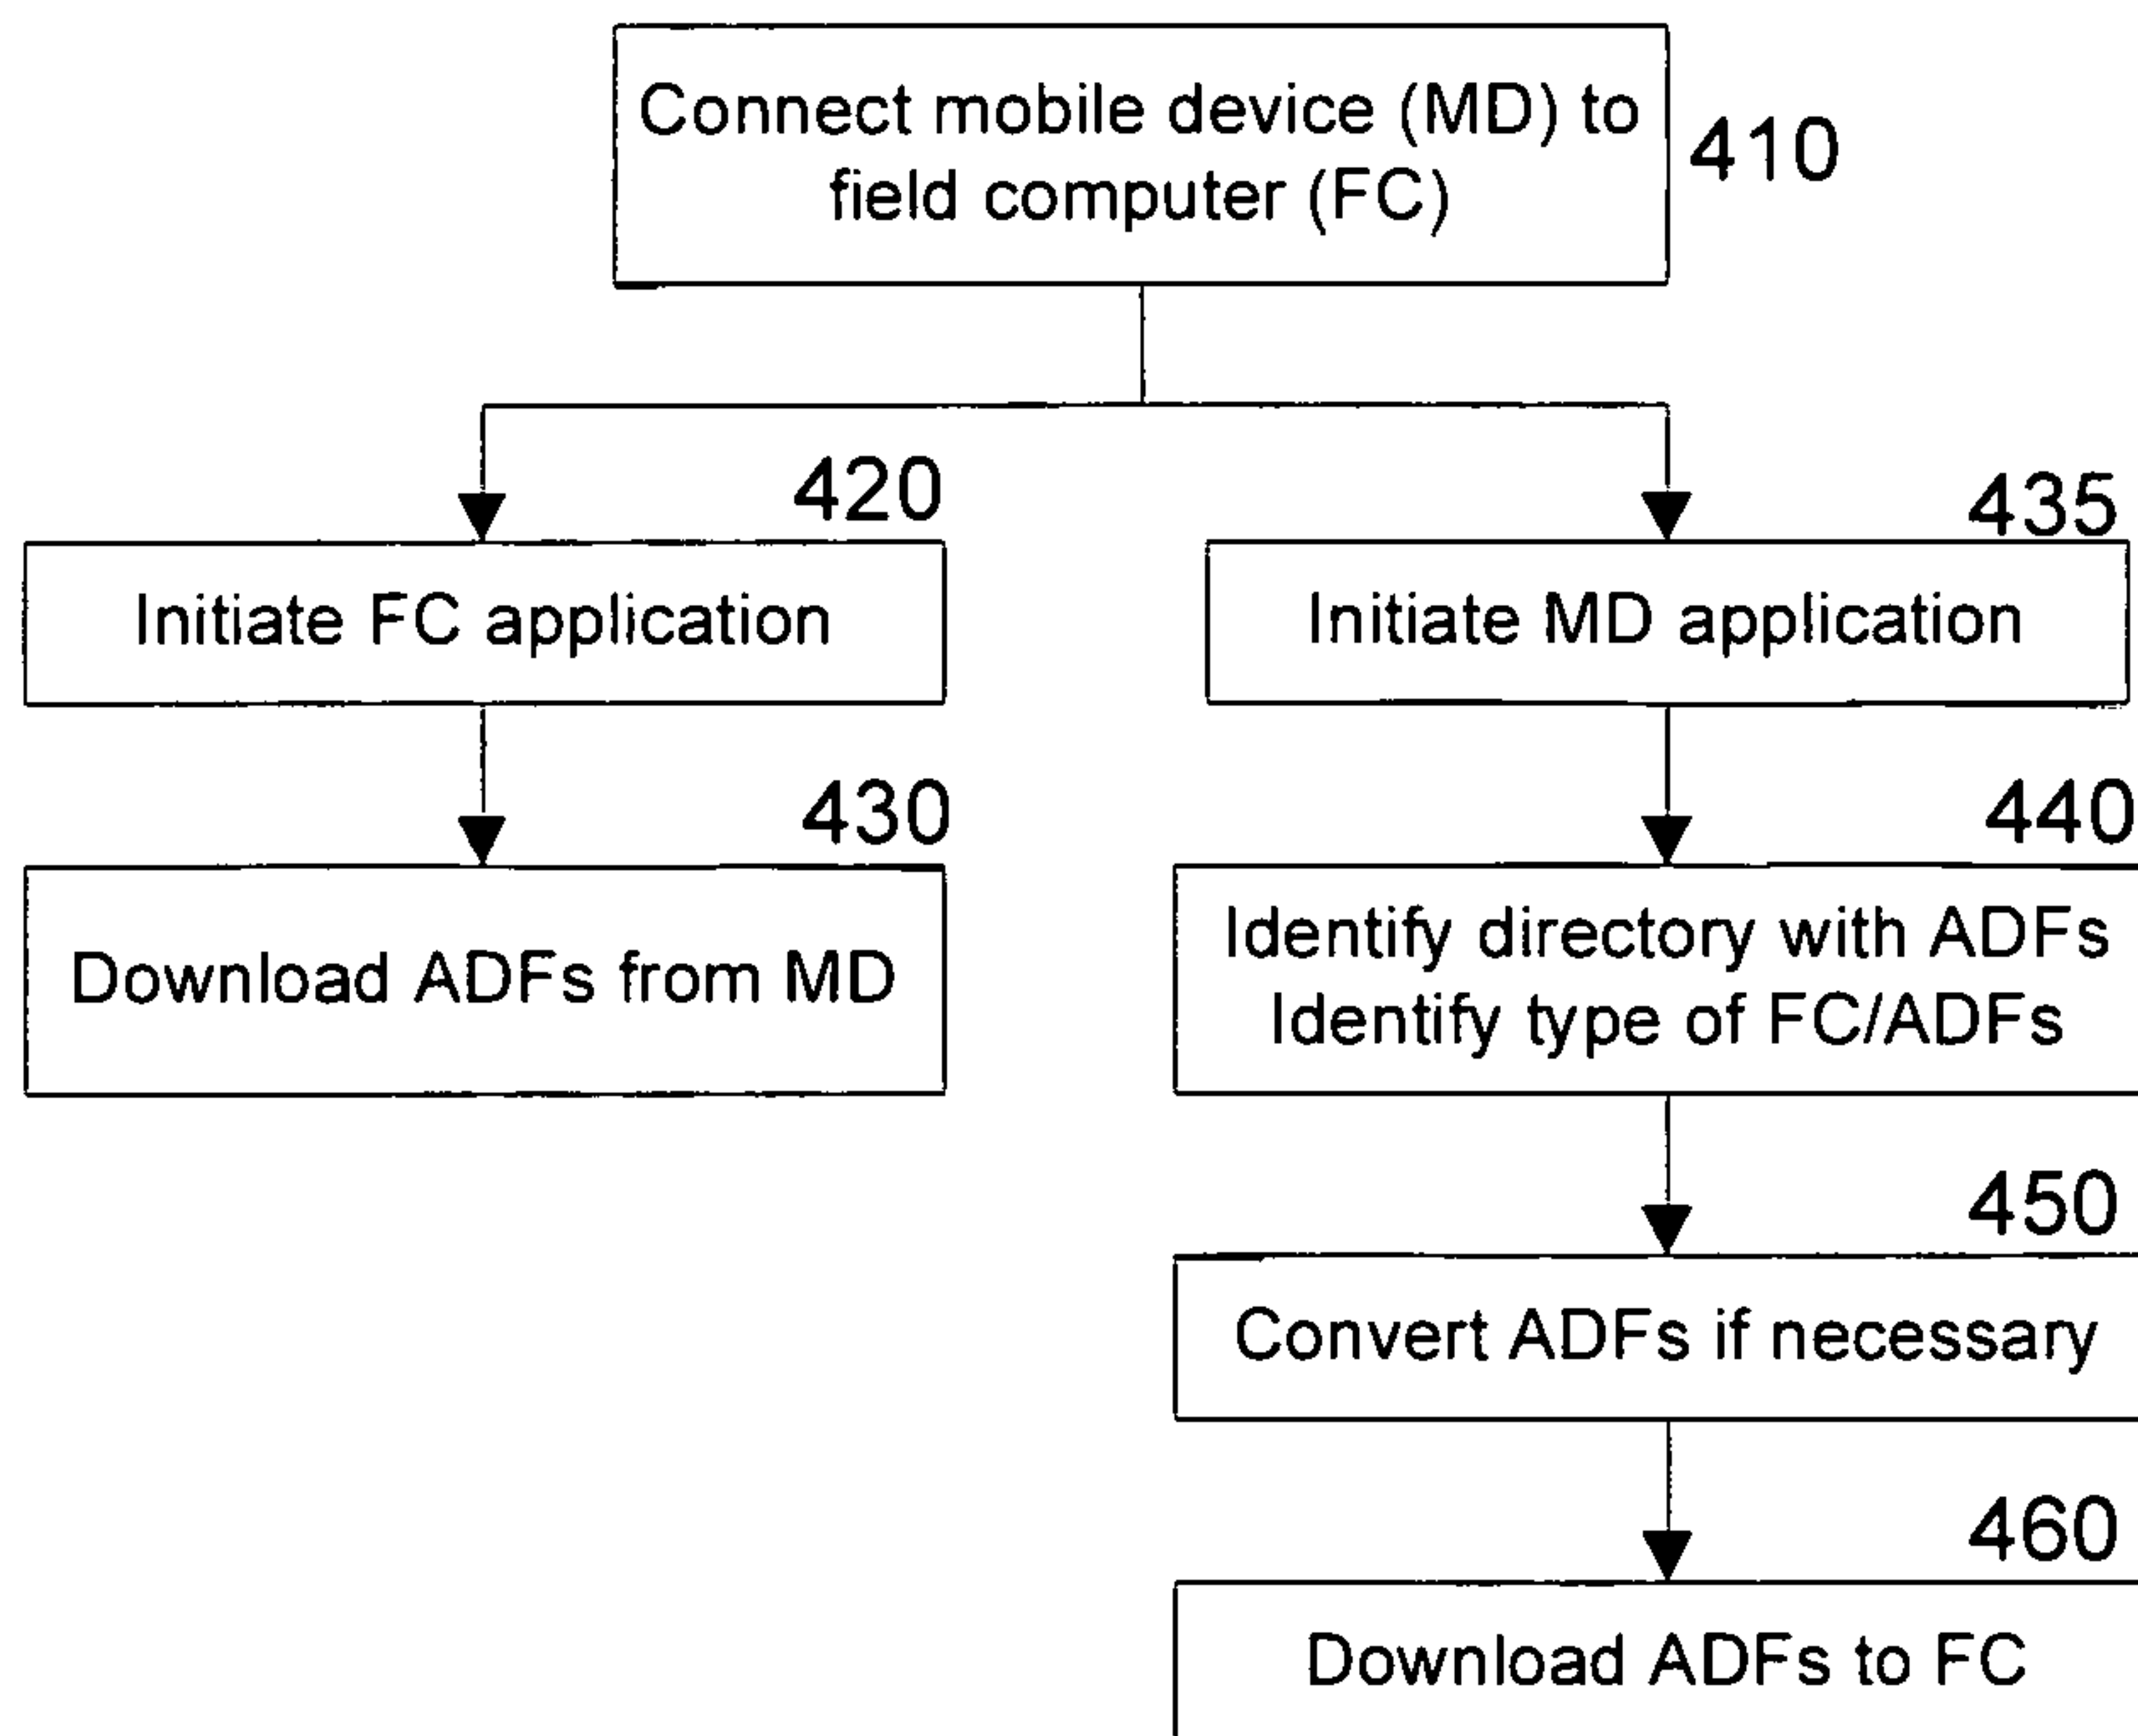 Connect mobile device (MD) to
field computer (FC)
410
420
Initiate FC application
430
Download ADFs from MD
435
Initiate MD application
440
Identify directory with ADFs
Identify type of FC/ADFs
450
Convert ADFs if necessary
460
Download ADFs to FC